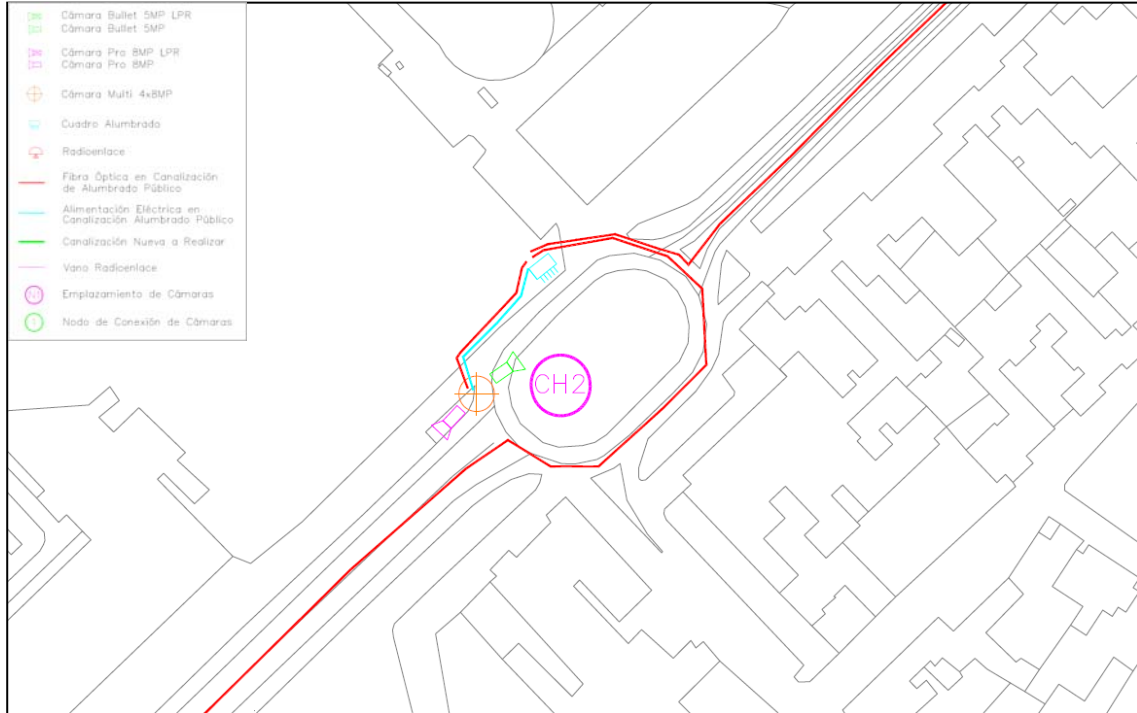 Cámara Bullet 5MP LPR
Cámara Bullet 5MP
Cámara Pro 8MP LPR
Cámara Pro 8MP
Cámara Multi 4x8MP
Cuadro Alumbrado
Radioenlace
Fibra Óptica en Canalización
de Alumbrado Público
Alimentación Eléctrica en
Canalización Alumbrado Público
Canalización Nueva a Realizar
Vano Radioenlace
Emplazamiento de Cámaras
Nodo de Conexión de Cámaras
CH2